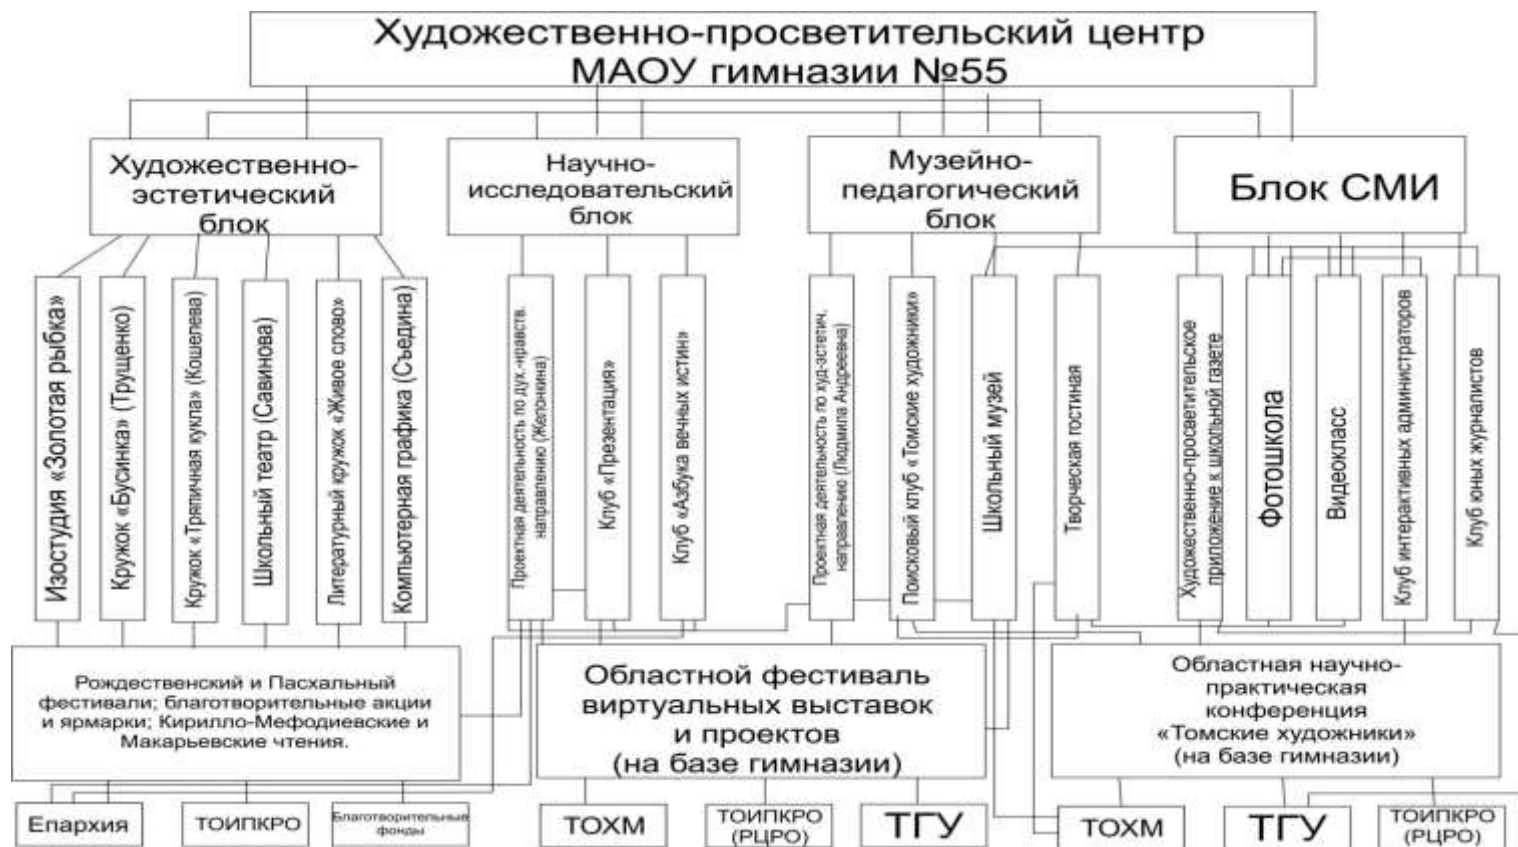 Художественно-просветительский центр
МАОУ гимназии №55
Художественно-
эстетический
блок
Научно-
исследовательский
блок
Музейно-
педагогический
блок
Блок СМИ
Изостудия «Золотая рыбка»
Кружок «Бусинка» (Трущенко)
Кружок «Тряпичная кукла» (Кошелева)
Школьный театр (Савинова)
Литературный кружок «Живое слово»
Компьютерная графика (Съедина)
Проектная деятельность по дух.-нравств.
направлению (Желонкина)
Клуб «Презентация»
Клуб «Азбука вечных истин»
Проектная деятельность по худ-эстетич.
направлению (Людмила Андреевна)
Поисковый клуб «Томские художники»
Школьный музей
Творческая гостиная
Художественно-просветительское
приложение к школьной газете
Фотошкола
Видеокласс
Клуб интерактивных администраторов
Клуб юных журналистов
Рождественский и Пасхальный
фестивали; благотворительные акции
и ярмарки; Кирилло-Мефодиевские и
Макарьевские чтения.
Областной фестиваль
виртуальных выставок
и проектов
(на базе гимназии)
Областная научно-
практическая
конференция
«Томские художники»
(на базе гимназии)
Епархия
ТОИПКРО
Благотворительные
фонды
ТОХМ
ТОИПКРО
(РЦРО)
ТГУ
ТОХМ
ТГУ
ТОИПКРО
(РЦРО)